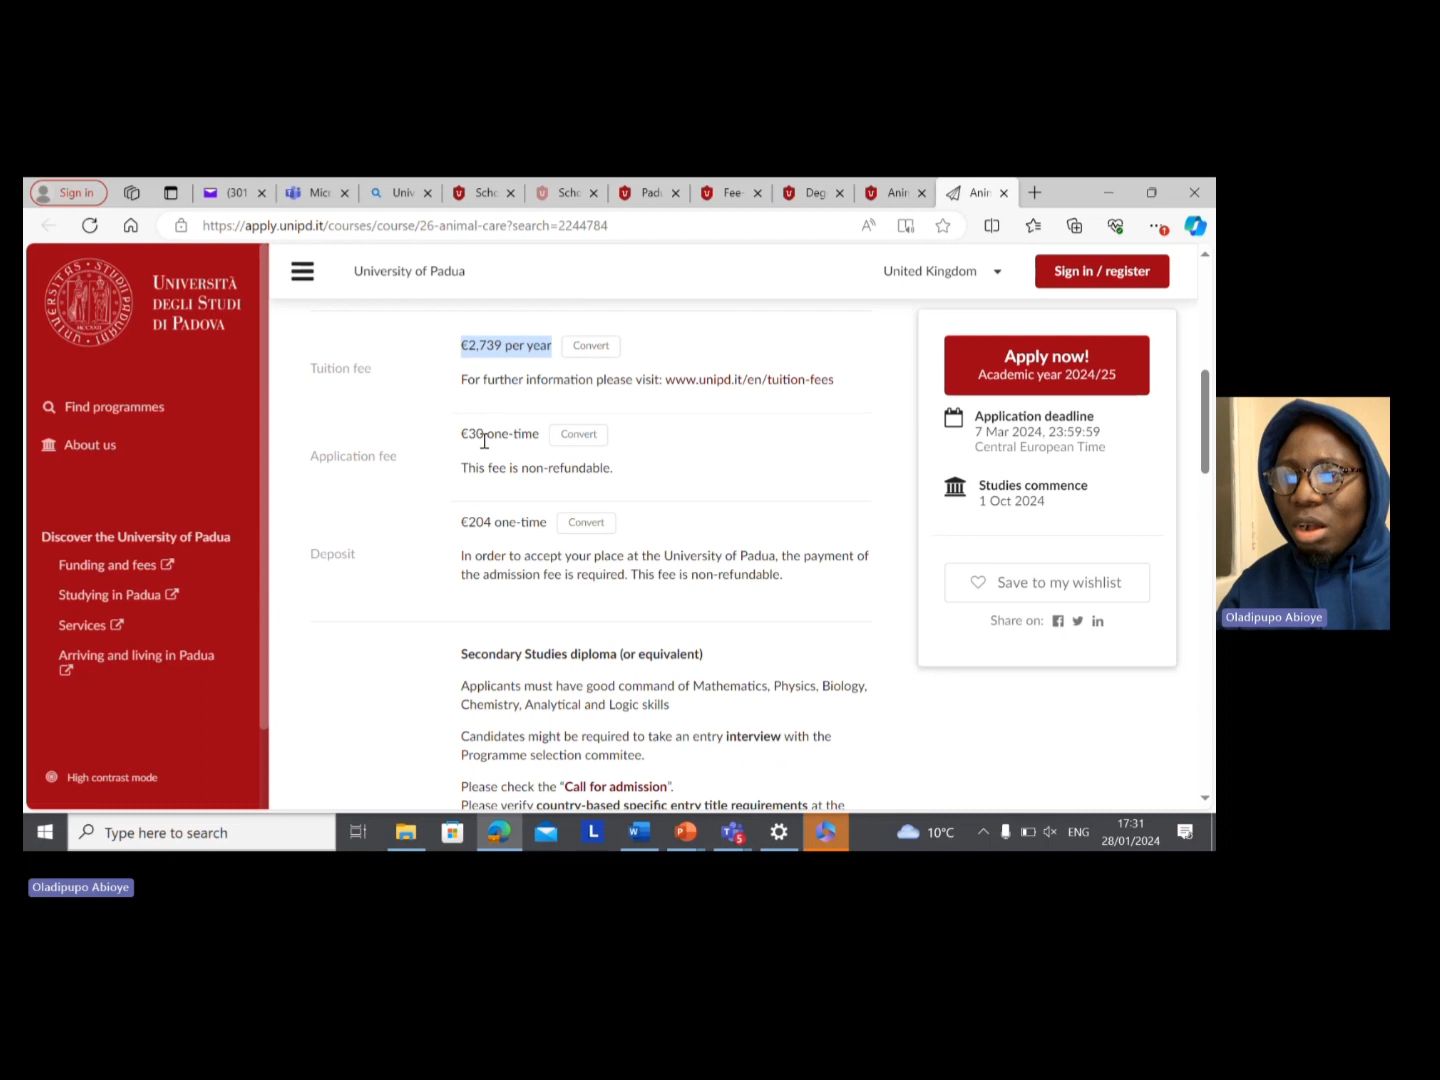 Sign in
(301
Micr
Univ
Scho
Scho
Pad
Fee
Deg
Anin
Anin
https://apply.unipd.it/courses/course/26-animal-care?search=2244784
UNIVERSITÀ
DEGLI STUDI
DI PADOVA
University of Padua
United Kingdom
Sign in / register
Find programmes
About us
Discover the University of Padua
Funding and fees
Studying in Padua
Services
Arriving and living in Padua
High contrast mode
Tuition fee
€2,739 per year
Convert
For further information please visit: www.unipd.it/en/tuition-fees
Application fee
€30 one-time
Convert
This fee is non-refundable.
Deposit
€204 one-time
Convert
In order to accept your place at the University of Padua, the payment of
the admission fee is required. This fee is non-refundable.
Secondary Studies diploma (or equivalent)
Applicants must have good command of Mathematics, Physics, Biology,
Chemistry, Analytical and Logic skills
Candidates might be required to take an entry interview with the
Programme selection commitee.
Please check the "Call for admission".
Please verify country-based specific entry title requirements at the
Apply now!
Academic year 2024/25
Application deadline
7 Mar 2024, 23:59:59
Central European Time
Studies commence
1 Oct 2024
Save to my wishlist
Share on:
Oladipupo Abioye
Type here to search
10°C
ENG
17:31
28/01/2024
Oladipupo Abioye